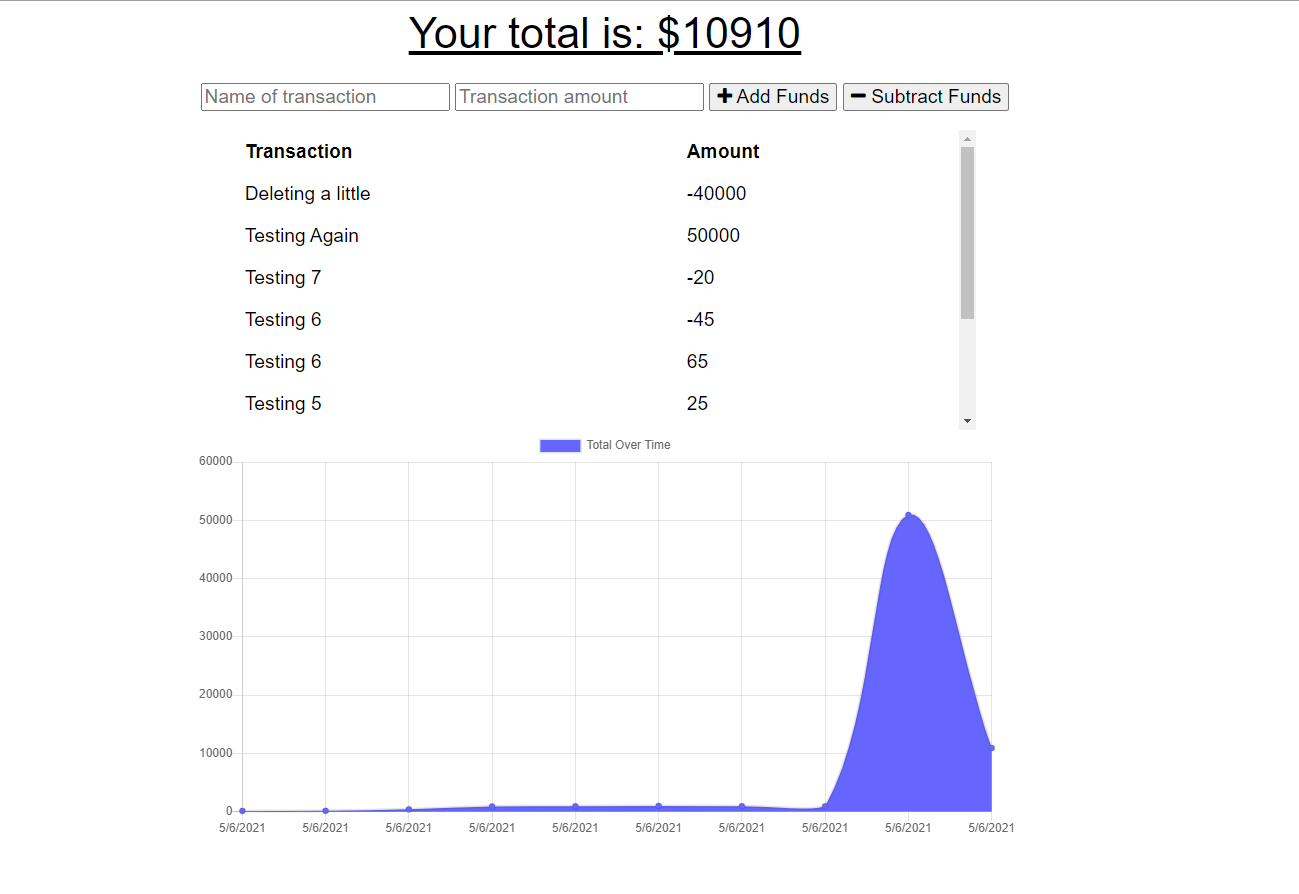 Your total is: $10910
Name of transaction Transaction amount Add Funds Subtract Funds
Transaction Amount
Deleting a little -40000
Testing Again 50000
Testing 7 -20
Testing 6 -45
Testing 6 65
Testing 5 25
Total Over Time
60000
50000
40000
30000
20000
10000
0
5/6/2021 5/6/2021 5/6/2021 5/6/2021 5/6/2021 5/6/2021 5/6/2021 5/6/2021 5/6/2021 5/6/2021